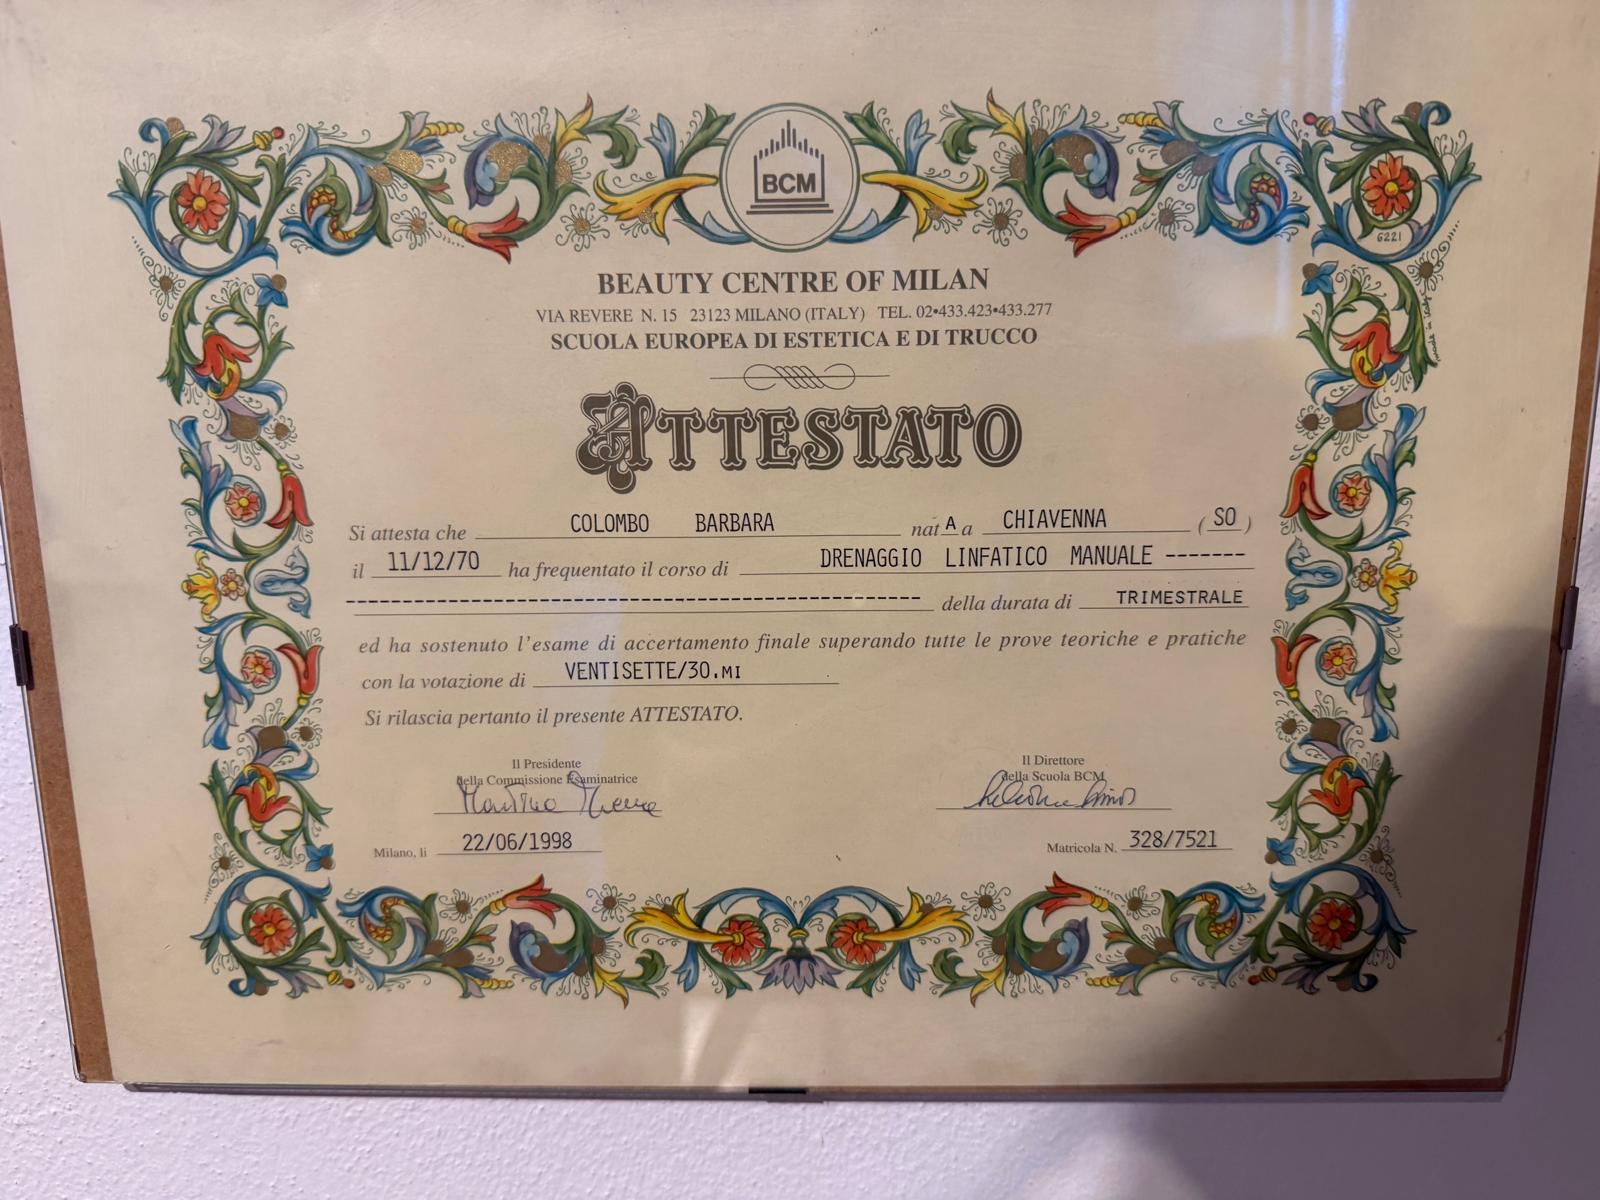 BCM
6221
made in italy
BEAUTY CENTRE OF MILAN
VIA REVERE N. 15 23123 MILANO (ITALY) TEL. 02•433.423•433.277
SCUOLA EUROPEA DI ESTETICA E DI TRUCCO
ATTESTATO
Si attesta che COLOMBO BARBARA nat A a CHIAVENNA ( SO )
il 11/12/70 ha frequentato il corso di DRENAGGIO LINFATICO MANUALE -------
-------------------------------------------------- della durata di TRIMESTRALE
ed ha sostenuto l'esame di accertamento finale superando tutte le prove teoriche e pratiche
con la votazione di VENTISETTE/30.MI
Si rilascia pertanto il presente ATTESTATO.
Il Presidente
della Commissione Esaminatrice
Il Direttore
della Scuola BCM
Milano, li 22/06/1998
Matricola N. 328/7521